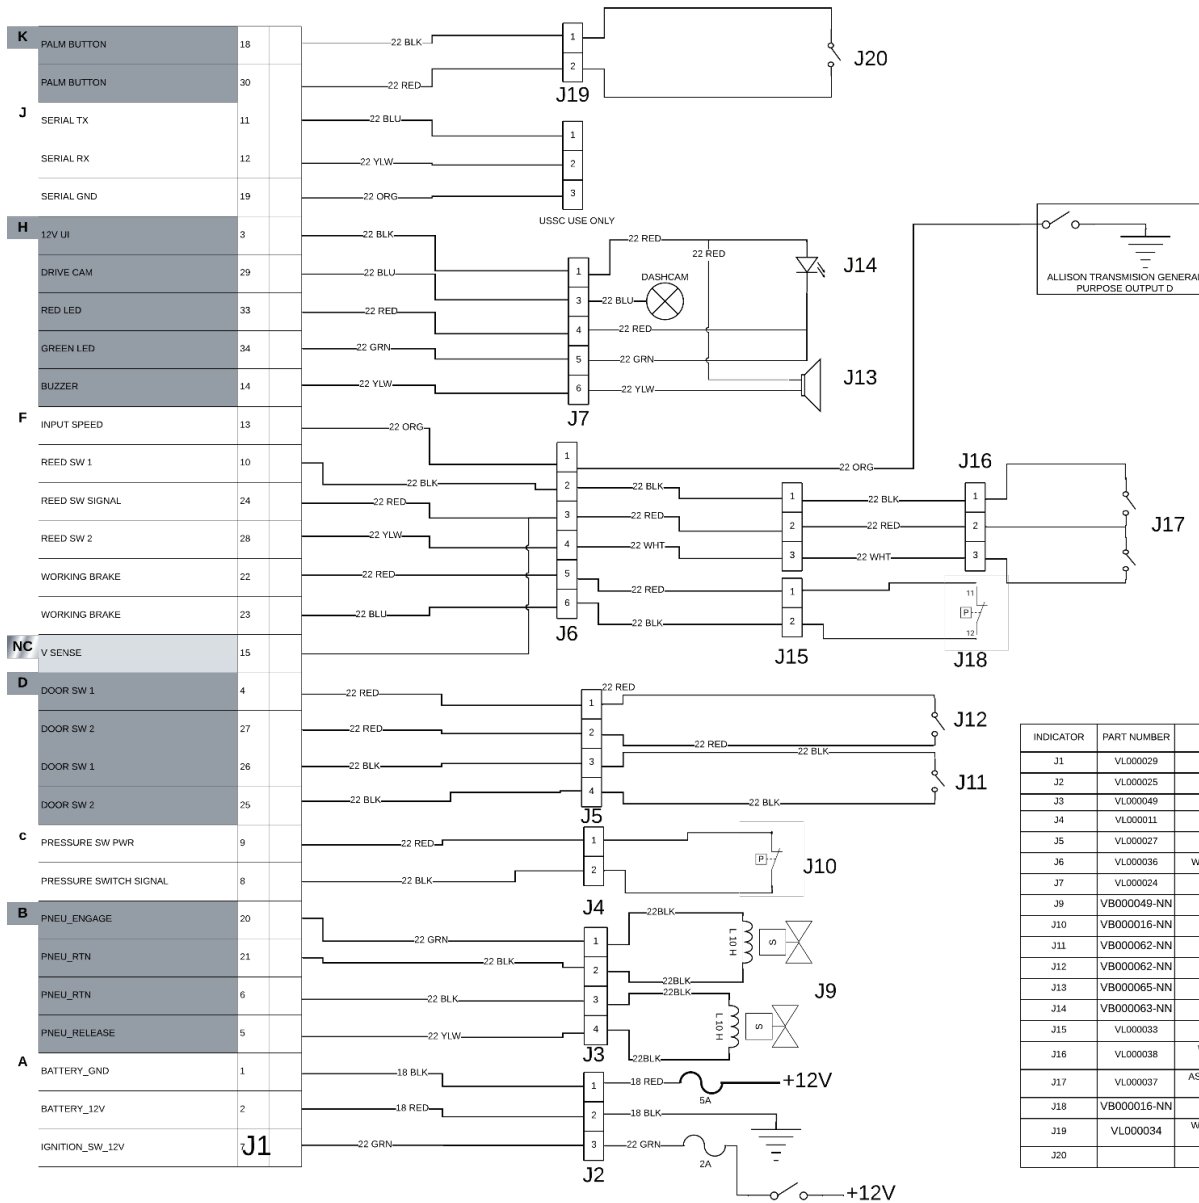 K
PALM BUTTON 18
PALM BUTTON 30
J
SERIAL TX 11
SERIAL RX 12
SERIAL GND 19
H
12V UI 3
DRIVE CAM 29
RED LED 33
GREEN LED 34
BUZZER 14
F
INPUT SPEED 13
REED SW 1 10
REED SW SIGNAL 24
REED SW 2 28
WORKING BRAKE 22
WORKING BRAKE 23
NC
V SENSE 15
D
DOOR SW 1 4
DOOR SW 2 27
DOOR SW 1 26
DOOR SW 2 25
c
PRESSURE SW PWR 9
PRESSURE SWITCH SIGNAL 8
B
PNEU_ENGAGE 20
PNEU_RTN 21
PNEU_RTN 6
PNEU_RELEASE 5
A
BATTERY_GND 1
BATTERY_12V 2
IGNITION_SW_12V 7
J1
22 BLK
22 RED
1
2
J19
J20
22 BLU
22 YLW
22 ORG
1
2
3
USSC USE ONLY
22 BLK
22 BLU
22 RED
22 GRN
22 YLW
1
3
4
5
6
J7
22 RED
22 RED
DASHCAM
22 BLU
22 RED
22 GRN
22 YLW
J14
J13
ALLISON TRANSMISION GENERA
PURPOSE OUTPUT D
22 ORG
22 BLK
22 RED
22 YLW
22 RED
22 BLU
1
2
3
4
5
6
J6
22 ORG
22 BLK
22 RED
22 WHT
22 RED
22 BLK
1
2
3
1
2
J15
22 BLK
22 RED
22 WHT
J16
1
2
3
J17
11
P
12
J18
22 RED
22 RED
22 BLK
22 BLK
1
2
3
4
J5
22 RED
22 RED
22 BLK
22 BLK
J12
J11
22 RED
22 BLK
1
2
J4
P
J10
22 GRN
22 BLK
22 BLK
22 YLW
1
2
3
4
J3
22BLK
22BLK
22BLK
22BLK
L 10 H
S
L 10 H
S
J9
18 BLK
18 RED
22 GRN
1
2
3
J2
18 RED
5A
+12V
18 BLK
22 GRN
2A
+12V
INDICATOR PART NUMBER
J1 VL000029
J2 VL000025
J3 VL000049
J4 VL000011
J5 VL000027
J6 VL000036 W
J7 VL000024
J9 VB000049-NN
J10 VB000016-NN
J11 VB000062-NN
J12 VB000062-NN
J13 VB000065-NN
J14 VB000063-NN
J15 VL000033
J16 VL000038
J17 VL000037 AS
J18 VB000016-NN
J19 VL000034 W
J20